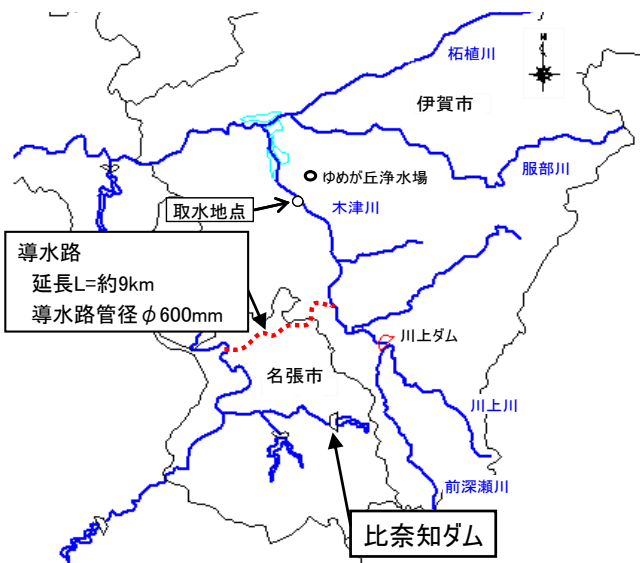 N
柘植川
伊賀市
服部川
ゆめが丘浄水場
取水地点
木津川
導水路
延長L=約9km
導水路管径φ600mm
川上ダム
名張市
川上川
前深瀬川
比奈知ダム